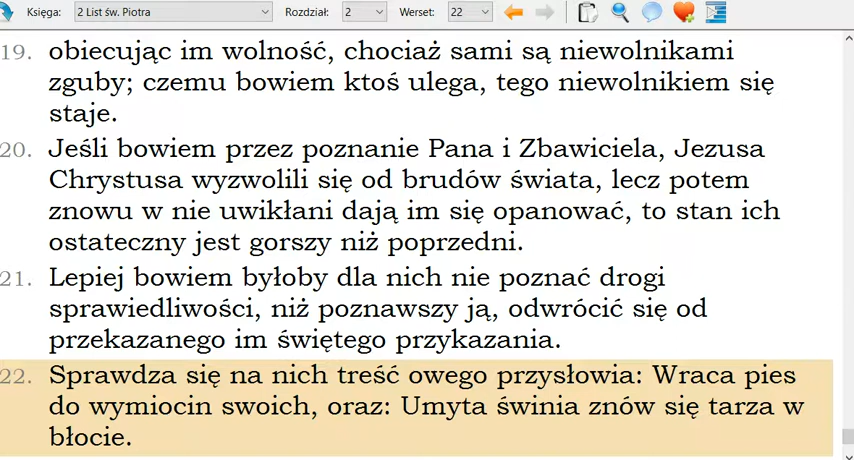 Księga: 2 List św. Piotra Rozdział: 2 Werset: 22
19. obiecując im wolność, chociaż sami są niewolnikami
zguby; czemu bowiem ktoś ulega, tego niewolnikiem się
staje.
20. Jeśli bowiem przez poznanie Pana i Zbawiciela, Jezusa
Chrystusa wyzwolili się od brudów świata, lecz potem
znowu w nie uwikłani dają im się opanować, to stan ich
ostateczny jest gorszy niż poprzedni.
21. Lepiej bowiem byłoby dla nich nie poznać drogi
sprawiedliwości, niż poznawszy ją, odwrócić się od
przekazanego im świętego przykazania.
22. Sprawdza się na nich treść owego przysłowia: Wraca pies
do wymiocin swoich, oraz: Umyta świnia znów się tarza w
błocie.